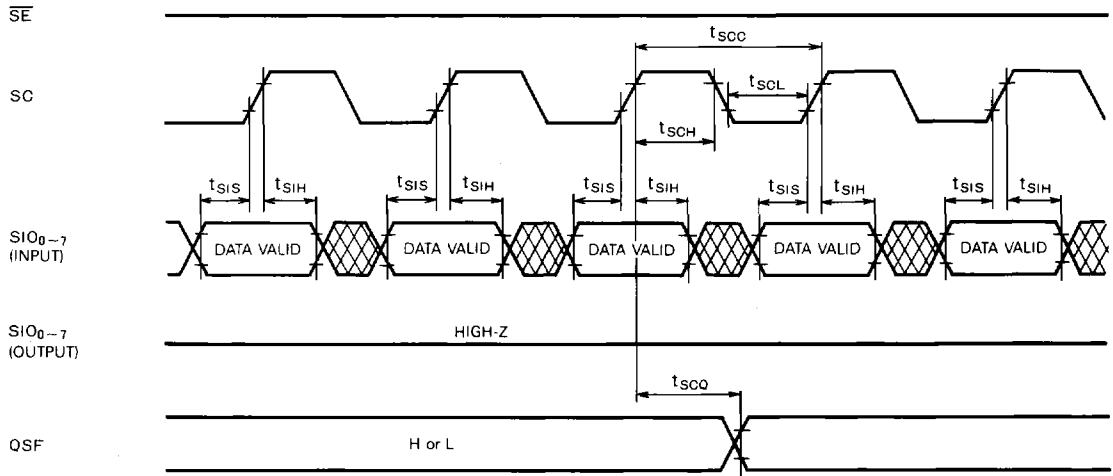 SE
tSCC
SC
tSCL
tSCH
tSIS tSIH tSIS tSIH tSIS tSIH tSIS tSIH tSIS tSIH
SIO0~7
(INPUT)
DATA VALID DATA VALID DATA VALID DATA VALID DATA VALID
SIO0~7
(OUTPUT)
HIGH-Z
tSCQ
QSF
H or L